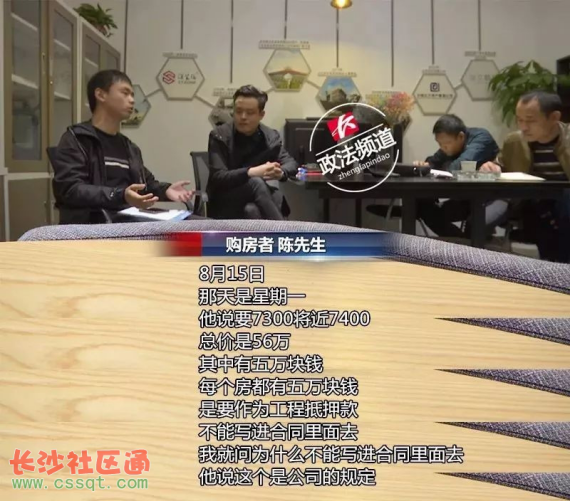 政法频道
zhengfapindao
购房者 陈先生
8月15日
那天是星期一
他说要7300将近7400
总价是56万
其中有五万块钱
每个房都有五万块钱
是要作为工程抵押款
不能写进合同里面去
我就问为什么不能写进合同里面去
他说这个是公司的规定
长沙社区通
www.cssqt.com